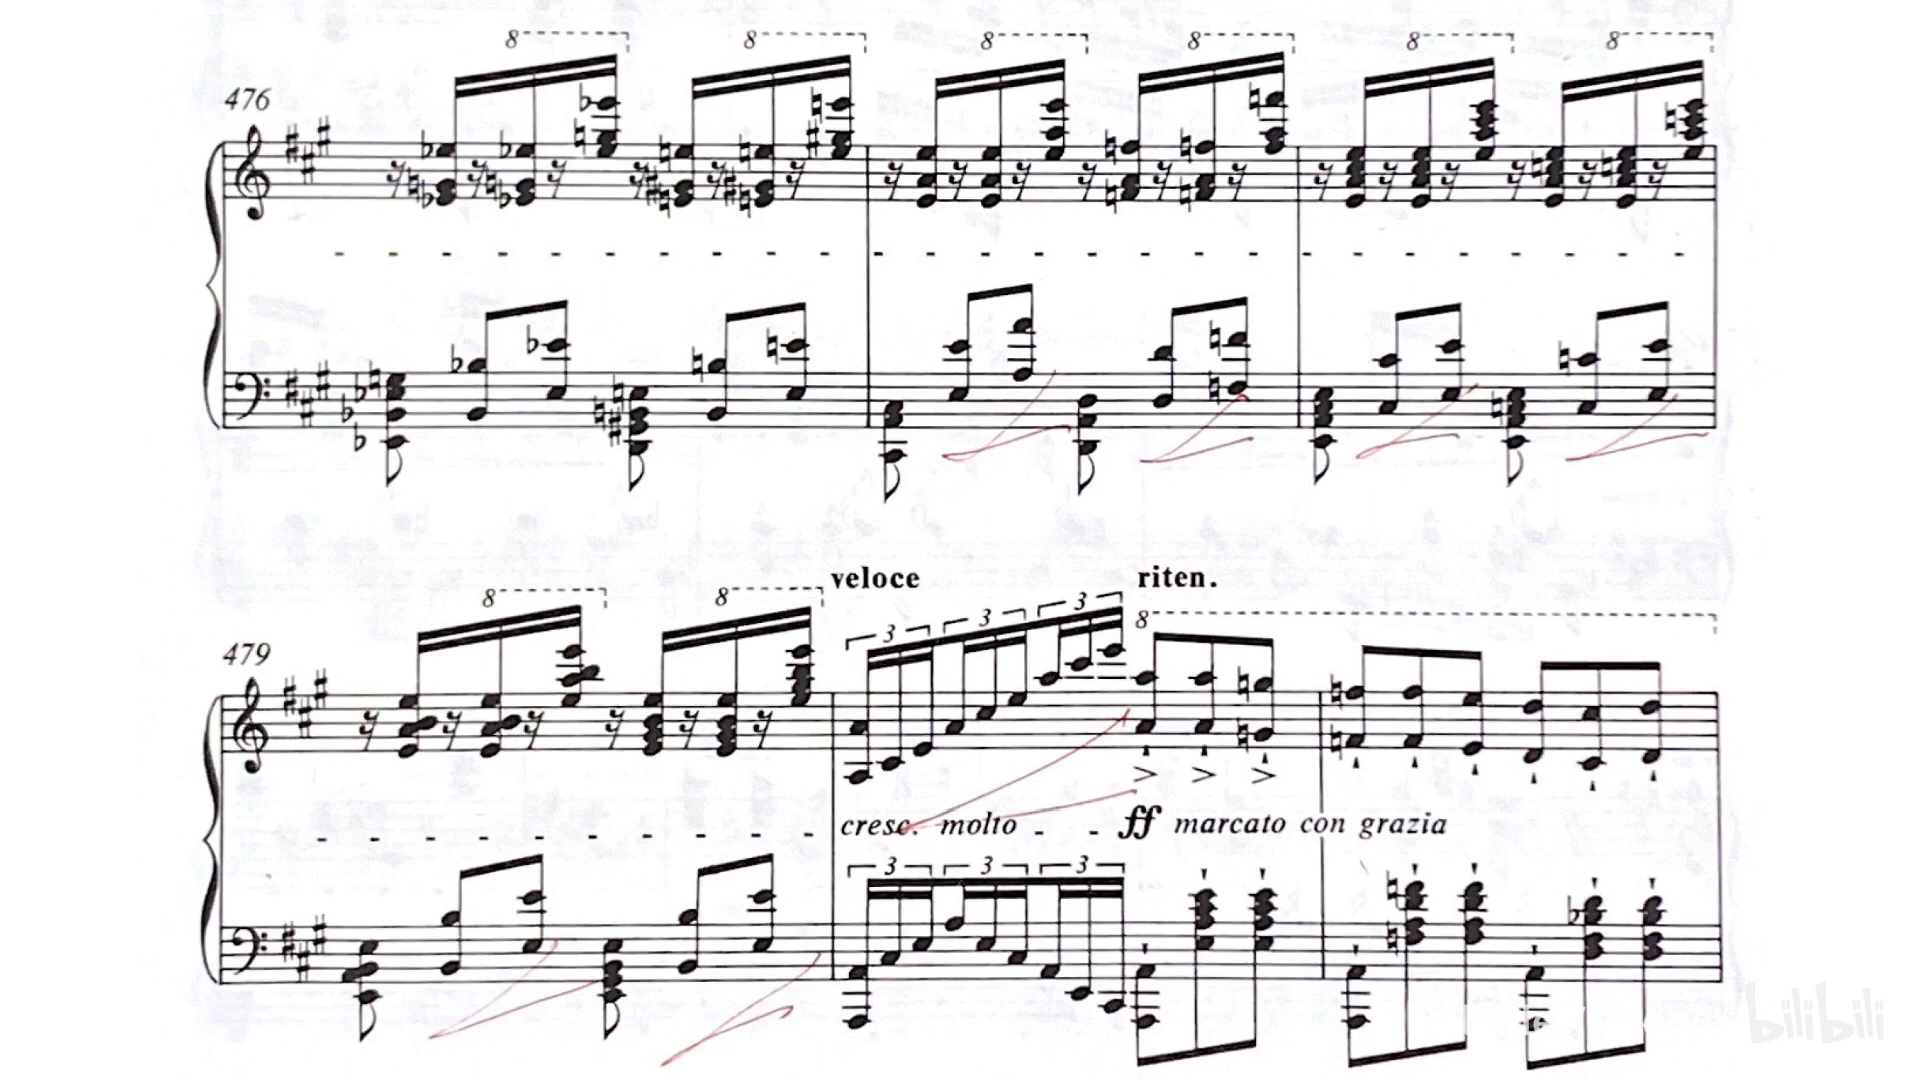 8 8 8 8 8 8
476
veloce riten.
8 8 8
3 3 3
479
cresc. molto - - ff marcato con grazia
3 3 3
bilibili